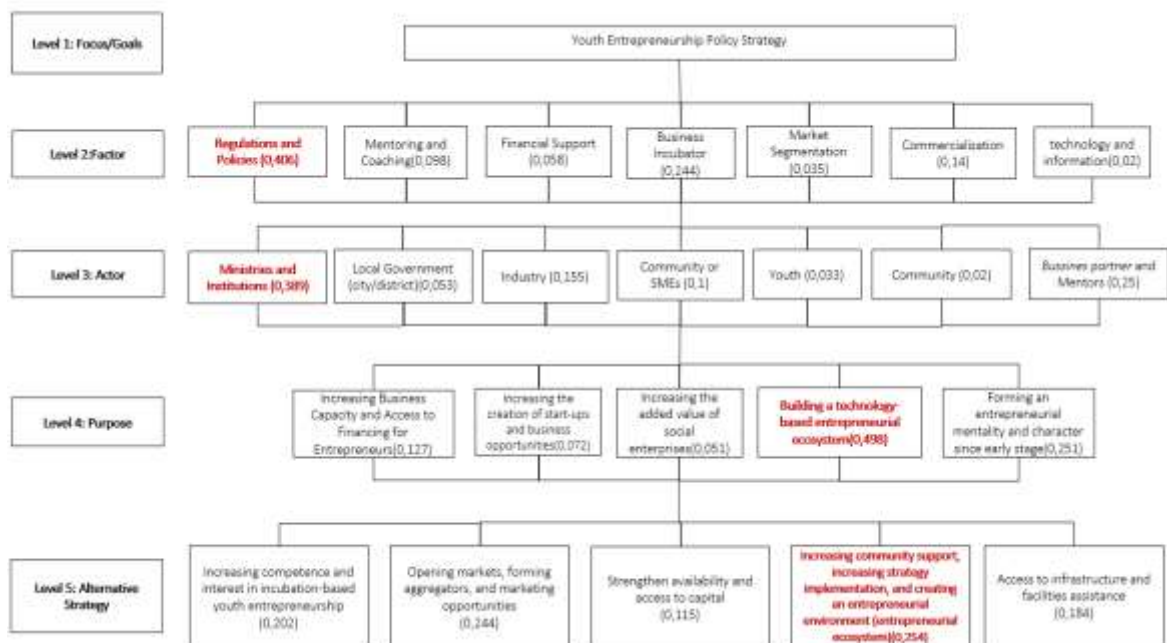 Level 1: Focus/Goals
Youth Entrepreneurship Policy Strategy
Level 2:Factor
Regulations and
Policies (0,406)
Mentoring and
Coaching(0,098)
Financial Support
(0,058)
Business
Incubator
(0,244)
Market
Segmentation
(0,035)
Commercialization
(0,14)
technology and
information(0,02)
Level 3: Actor
Ministries and
Institutions (0,389)
Local Government
(city/district)(0,053)
Industry (0,155)
Community or
SMEs (0,1)
Youth (0,033)
Community (0,02)
Bussines partner and
Mentors (0,25)
Level 4: Purpose
Increasing Business
Capacity and Access to
Financing for
Entrepreneurs(0,127)
Increasing the
creation of start-ups
and business
opportunities(0,072)
Increasing the
added value of
social
enterprises(0,051)
Building a technology-
based entrepreneurial
ecosystem(0,498)
Forming an
entrepreneurial
mentality and character
since early stage(0,251)
Level 5: Alternative
Strategy
Increasing competence and
interest in incubation-based
youth entrepreneurship
(0,202)
Opening markets, forming
aggregators, and marketing
opportunities
(0,244)
Strengthen availability and
access to capital
(0,115)
Increasing community support,
increasing strategy
implementation, and creating
an entrepreneurial
environment (entrepreneurial
ecosystem)(0,254)
Access to infrastructure and
facilities assistance
(0,184)